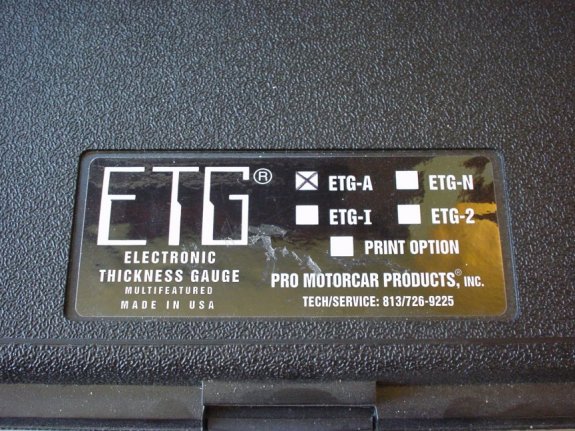 ETG®
ELECTRONIC
THICKNESS GAUGE
MULTIFEATURED
MADE IN USA
ETG-A ETG-N
ETG-I ETG-2
PRINT OPTION
PRO MOTORCAR PRODUCTS,® INC.
TECH/SERVICE: 813/726-9225